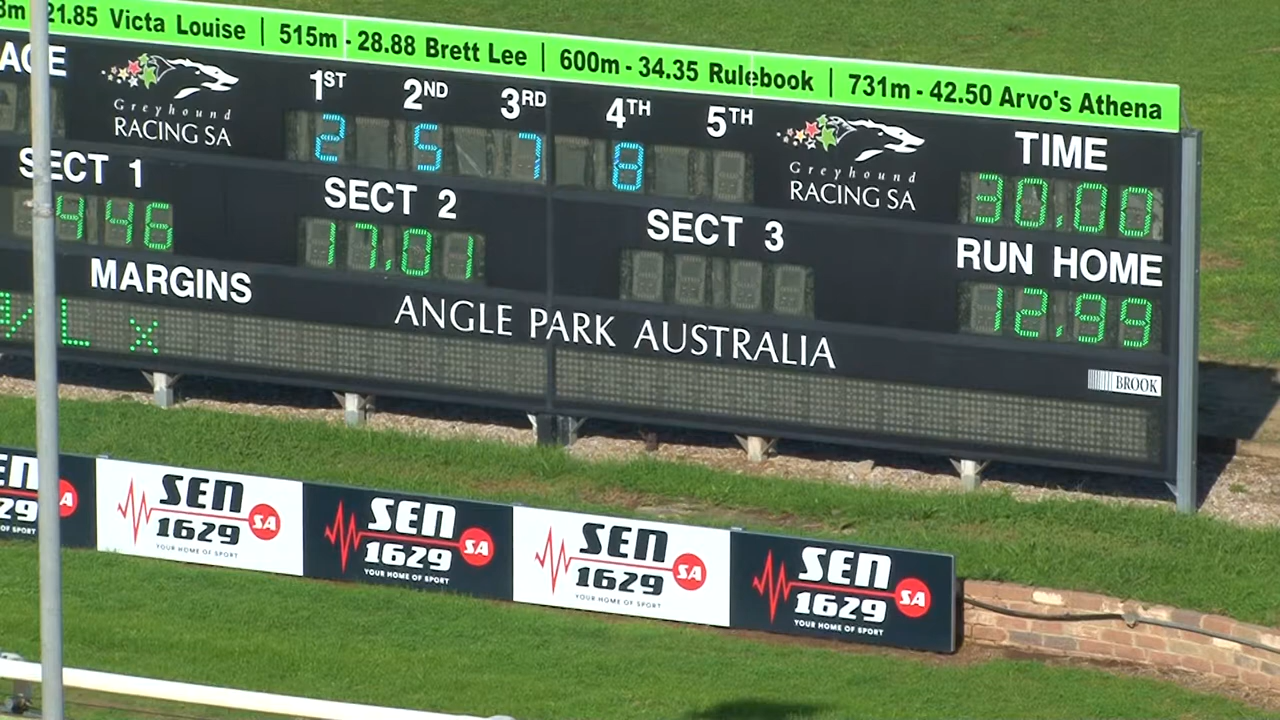 21.85 Victa Louise | 515m - 28.88 Brett Lee | 600m - 34.35 Rulebook | 731m - 42.50 Arvo's Athena
1ST 2ND 3RD 4TH 5TH
2 5 7 8
Greyhound
RACING SA
Greyhound
RACING SA
TIME
30.00
SECT 1
446
SECT 2
17.01
SECT 3
RUN HOME
12.99
MARGINS
L x
ANGLE PARK AUSTRALIA
BROOK
SEN
1629
SA
YOUR HOME OF SPORT
SEN
1629
SA
YOUR HOME OF SPORT
SEN
1629
SA
YOUR HOME OF SPORT
SEN
1629
SA
YOUR HOME OF SPORT